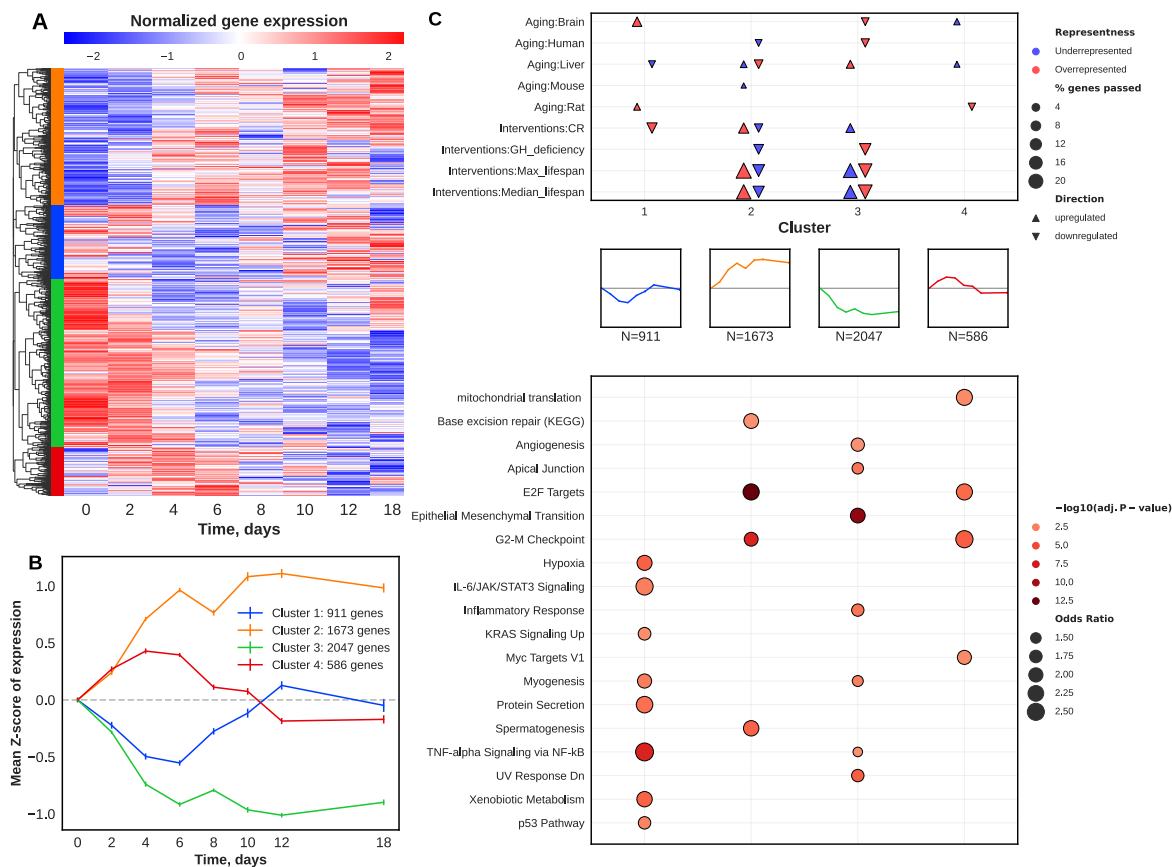 A
Normalized gene expression
−2 −1 0 1 2
0 2 4 6 8 10 12 18
Time, days
B
1.0
0.5
0.0
−0.5
−1.0
Mean Z-score of expression
Cluster 1: 911 genes
Cluster 2: 1673 genes
Cluster 3: 2047 genes
Cluster 4: 586 genes
0 2 4 6 8 10 12 18
Time, days
C
Aging:Brain
Aging:Human
Aging:Liver
Aging:Mouse
Aging:Rat
Interventions:CR
Interventions:GH_deficiency
Interventions:Max_lifespan
Interventions:Median_lifespan
1 2 3 4
Cluster
Representness
Underrepresented
Overrepresented
% genes passed
4
8
12
16
20
Direction
upregulated
downregulated
N=911 N=1673 N=2047 N=586
mitochondrial translation
Base excision repair (KEGG)
Angiogenesis
Apical Junction
E2F Targets
Epithelial Mesenchymal Transition
G2-M Checkpoint
Hypoxia
IL-6/JAK/STAT3 Signaling
Inflammatory Response
KRAS Signaling Up
Myc Targets V1
Myogenesis
Protein Secretion
Spermatogenesis
TNF-alpha Signaling via NF-kB
UV Response Dn
Xenobiotic Metabolism
p53 Pathway
−log10(adj. P−value)
2.5
5.0
7.5
10.0
12.5
Odds Ratio
1.50
1.75
2.00
2.25
2.50